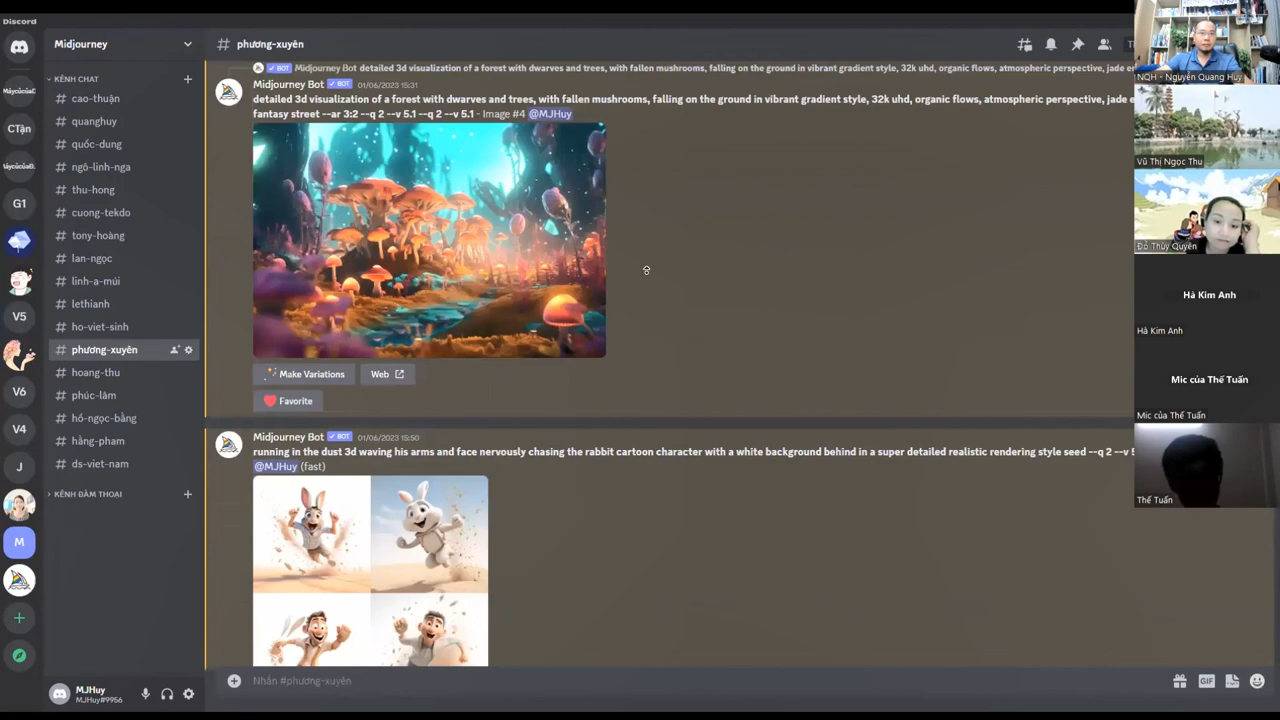 Discord
Midjourney
KÊNH CHAT
# cao-thuận
# quanghuy
# quốc-dung
# ngô-linh-nga
# thu-hong
# cuong-tekdo
# tony-hoàng
# lan-ngọc
# linh-a-múi
# lethianh
# ho-viet-sinh
# phương-xuyên
# hoang-thu
# phúc-lâm
# hồ-ngọc-bằng
# hằng-pham
# ds-viet-nam
KÊNH ĐÀM THOẠI
CTận
G1
V5
V6
V4
J
M
MJHuy
MJHuy#9956
# phương-xuyên
BOT Midjourney Bot detailed 3d visualization of a forest with dwarves and trees, with fallen mushrooms, falling on the ground in vibrant gradient style, 32k uhd, organic flows, atmospheric perspective, jade
Midjourney Bot BOT 01/06/2023 15:31
detailed 3d visualization of a forest with dwarves and trees, with fallen mushrooms, falling on the ground in vibrant gradient style, 32k uhd, organic flows, atmospheric perspective, jade
fantasy street --ar 3:2 --q 2 --v 5.1 --q 2 --v 5.1 - Image #4 @MJHuy
Make Variations
Web
Favorite
Midjourney Bot BOT 01/06/2023 15:50
running in the dust 3d waving his arms and face nervously chasing the rabbit cartoon character with a white background behind in a super detailed realistic rendering style seed --q 2 --v 5
@MJHuy (fast)
Nhắn #phương-xuyên
GIF
NQH - Nguyễn Quang Huy
Vũ Thị Ngọc Thu
Đỗ Thùy Quyên
Hà Kim Anh
Hà Kim Anh
Mic của Thế Tuấn
Mic của Thế Tuấn
Thế Tuấn